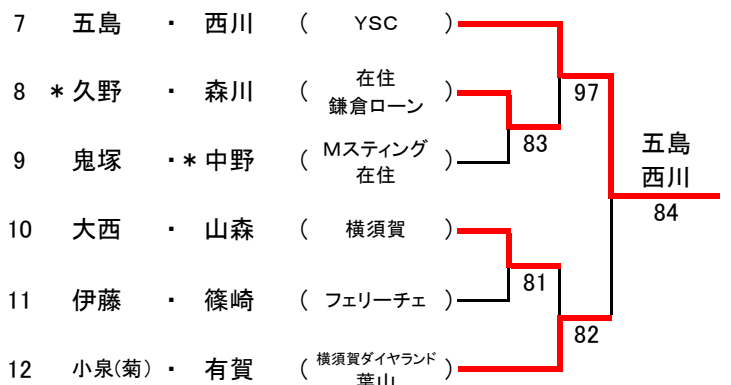 7 五島 ・ 西川 ( YSC ) 97
8 *久野 ・ 森川 ( 在住
鎌倉ローン ) 83
9 鬼塚 ・*中野 ( Mスティング
在住 )
五島
西川
84
10 大西 ・ 山森 ( 横須賀 ) 81
11 伊藤 ・ 篠崎 ( フェリーチェ ) 82
12 小泉(菊) ・ 有賀 ( 横須賀ダイヤランド
葉山 )